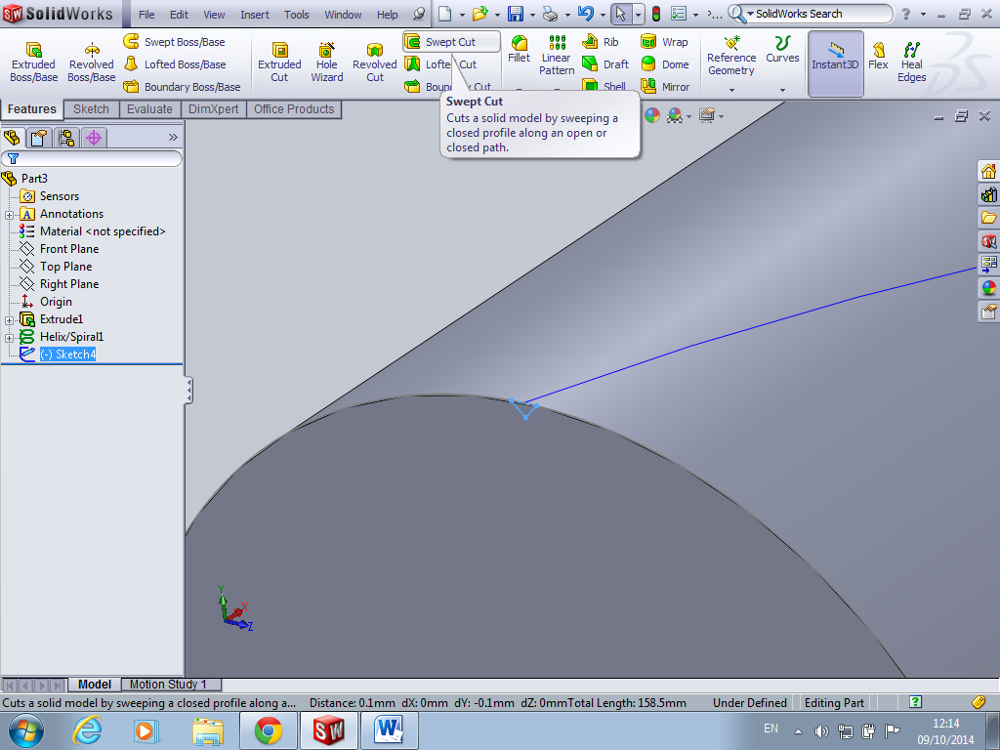 SW SolidWorks File Edit View Insert Tools Window Help ... SolidWorks Search ?
Extruded Boss/Base
Revolved Boss/Base
Swept Boss/Base
Lofted Boss/Base
Boundary Boss/Base
Extruded Cut
Hole Wizard
Revolved Cut
Swept Cut
Lofted Cut
Boundary Cut
Fillet
Linear Pattern
Rib
Draft
Shell
Wrap
Dome
Mirror
Reference Geometry
Curves
Instant3D
Flex
Heal Edges
Features Sketch Evaluate DimXpert Office Products
Swept Cut
Cuts a solid model by sweeping a
closed profile along an open or
closed path.
Part3
Sensors
Annotations
Material <not specified>
Front Plane
Top Plane
Right Plane
Origin
Extrude1
Helix/Spiral1
(-) Sketch4
Y
X
Z
Model Motion Study 1
Cuts a solid model by sweeping a closed profile along a... Distance: 0.1mm dX: 0mm dY: -0.1mm dZ: 0mmTotal Length: 158.5mm Under Defined Editing Part ?
EN 12:14
09/10/2014